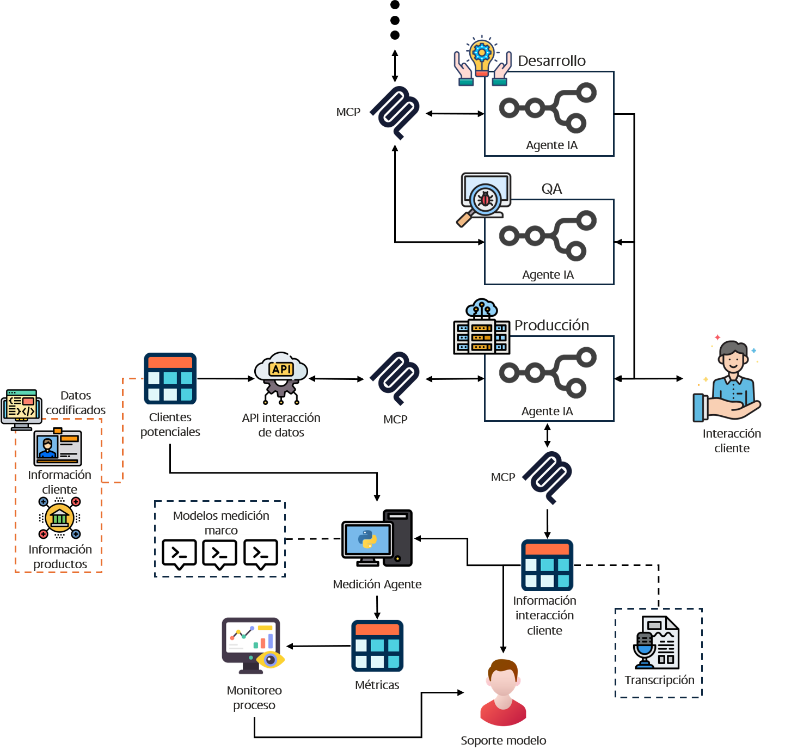 Desarrollo
MCP
Agente IA
QA
Agente IA
Producción
API
Agente IA
Datos
codificados
Clientes
potenciales
API interacción
de datos
MCP
Interacción
cliente
Información
cliente
MCP
Modelos medición
marco
>_
>_
>_
Información
productos
Medición Agente
Información
interacción
cliente
Monitoreo
proceso
Métricas
Transcripción
Soporte modelo